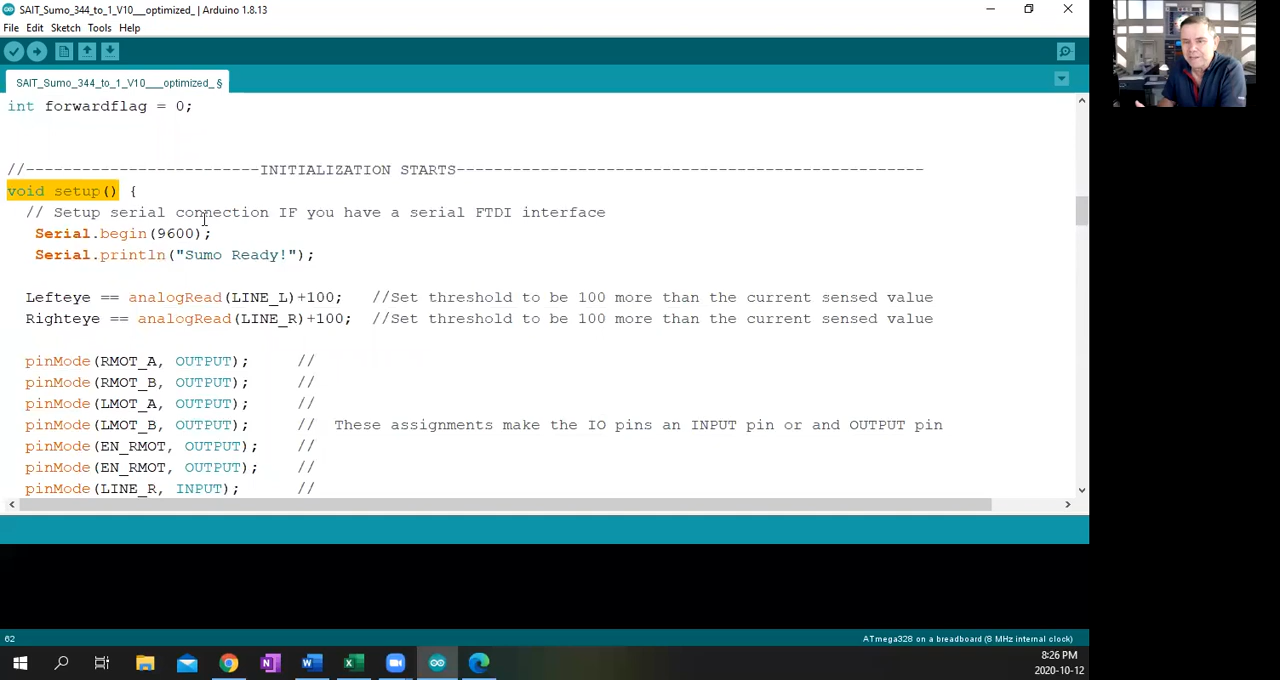 SAIT_Sumo_344_to_1_V10___optimized_ | Arduino 1.8.13
File Edit Sketch Tools Help
SAIT_Sumo_344_to_1_V10___optimized_ §
int forwardflag = 0;
//-------------------------INITIALIZATION STARTS--------------------------------------------------
void setup() {
// Setup serial connection IF you have a serial FTDI interface
Serial.begin(9600);
Serial.println("Sumo Ready!");
Lefteye == analogRead(LINE_L)+100; //Set threshold to be 100 more than the current sensed value
Righteye == analogRead(LINE_R)+100; //Set threshold to be 100 more than the current sensed value
pinMode(RMOT_A, OUTPUT); //
pinMode(RMOT_B, OUTPUT); //
pinMode(LMOT_A, OUTPUT); //
pinMode(LMOT_B, OUTPUT); // These assignments make the IO pins an INPUT pin or and OUTPUT pin
pinMode(EN_RMOT, OUTPUT); //
pinMode(EN_RMOT, OUTPUT); //
pinMode(LINE_R, INPUT); //
62
ATmega328 on a breadboard (8 MHz internal clock)
8:26 PM
2020-10-12